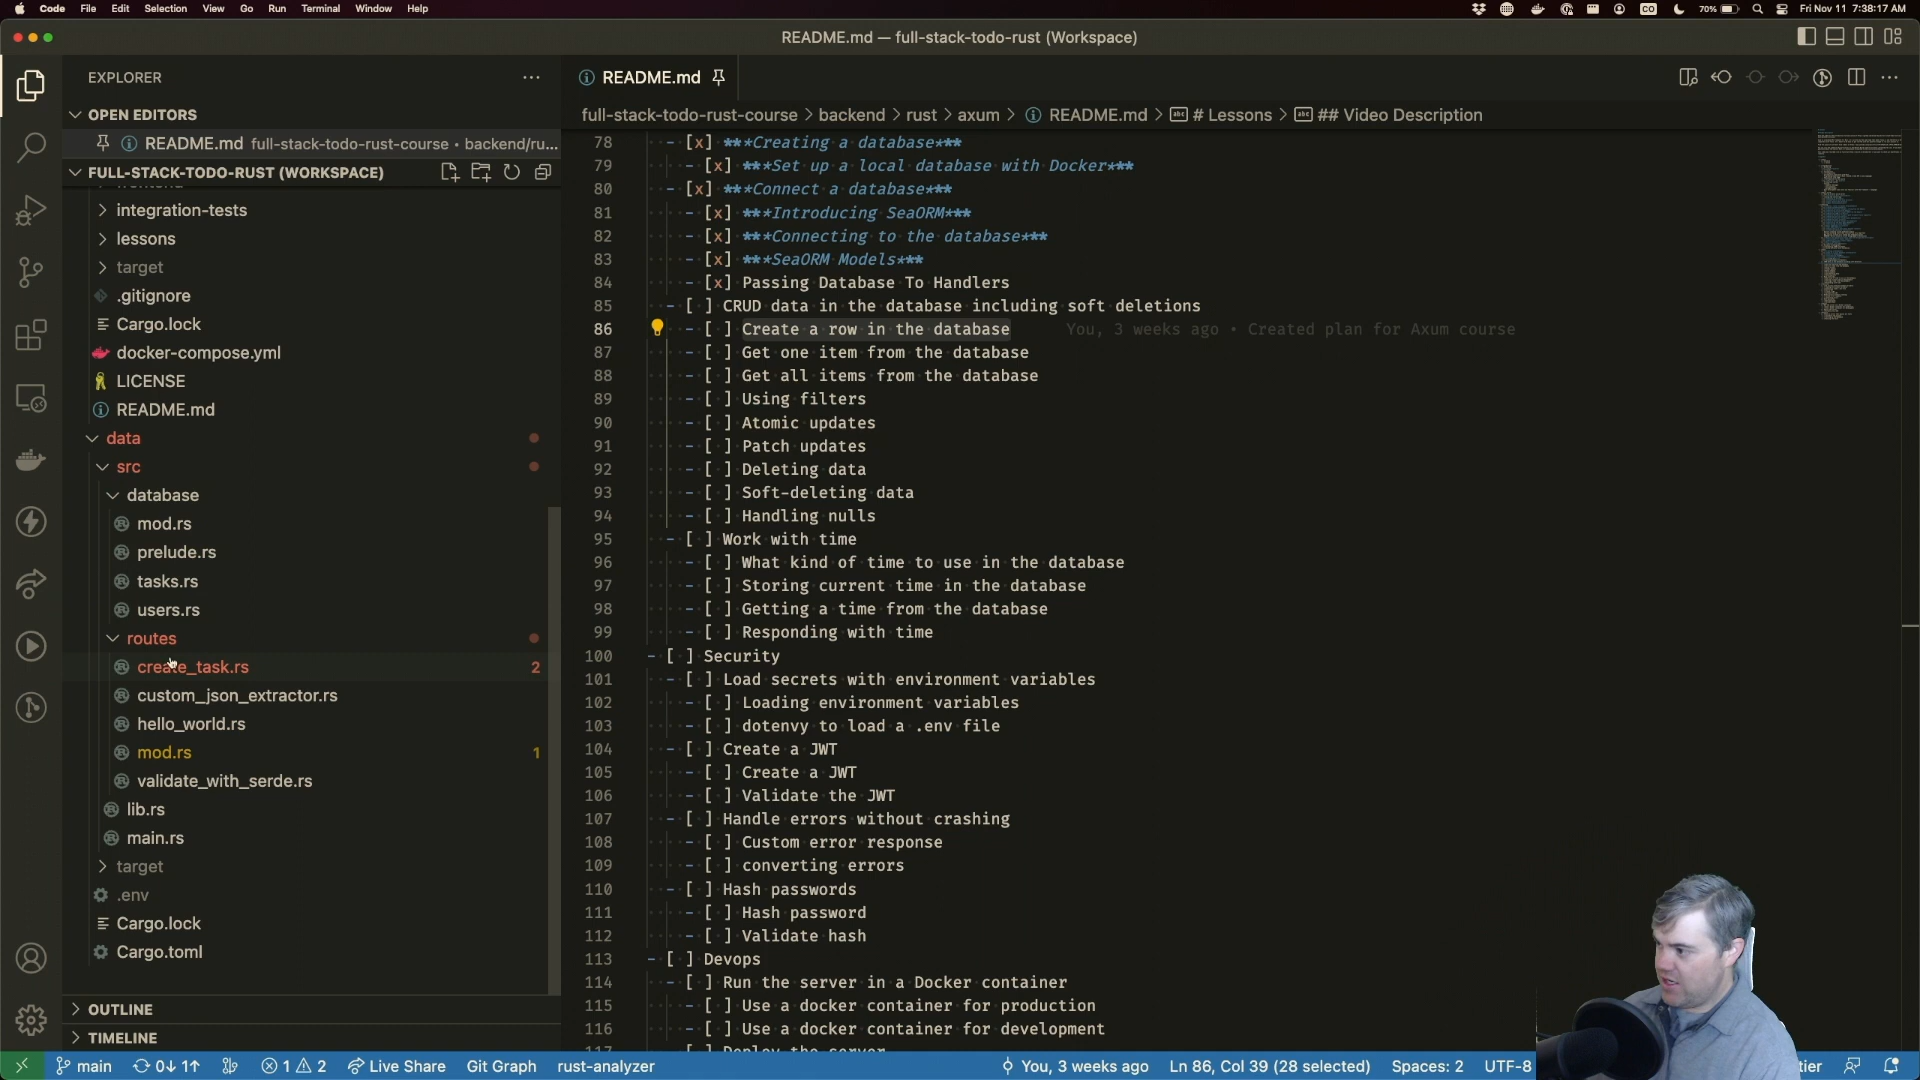 Code File Edit Selection View Go Run Terminal Window Help CO 70% Fri Nov 11 7:38:17 AM
README.md — full-stack-todo-rust (Workspace)
EXPLORER
OPEN EDITORS
README.md full-stack-todo-rust-course • backend/ru...
FULL-STACK-TODO-RUST (WORKSPACE)
integration-tests
lessons
target
.gitignore
Cargo.lock
docker-compose.yml
LICENSE
README.md
data
src
database
mod.rs
prelude.rs
tasks.rs
users.rs
routes
create_task.rs 2
custom_json_extractor.rs
hello_world.rs
mod.rs 1
validate_with_serde.rs
lib.rs
main.rs
target
.env
Cargo.lock
Cargo.toml
OUTLINE
TIMELINE
README.md
full-stack-todo-rust-course > backend > rust > axum > README.md > # Lessons > ## Video Description
78 - [x] ***Creating a database***
79 - [x] ***Set up a local database with Docker***
80 - [x] ***Connect a database***
81 - [x] ***Introducing SeaORM***
82 - [x] ***Connecting to the database***
83 - [x] ***SeaORM Models***
84 - [x] Passing Database To Handlers
85 - [ ] CRUD data in the database including soft deletions
86 - [ ] Create a row in the database You, 3 weeks ago • Created plan for Axum course
87 - [ ] Get one item from the database
88 - [ ] Get all items from the database
89 - [ ] Using filters
90 - [ ] Atomic updates
91 - [ ] Patch updates
92 - [ ] Deleting data
93 - [ ] Soft-deleting data
94 - [ ] Handling nulls
95 - [ ] Work with time
96 - [ ] What kind of time to use in the database
97 - [ ] Storing current time in the database
98 - [ ] Getting a time from the database
99 - [ ] Responding with time
100 - [ ] Security
101 - [ ] Load secrets with environment variables
102 - [ ] Loading environment variables
103 - [ ] dotenvy to load a .env file
104 - [ ] Create a JWT
105 - [ ] Create a JWT
106 - [ ] Validate the JWT
107 - [ ] Handle errors without crashing
108 - [ ] Custom error response
109 - [ ] converting errors
110 - [ ] Hash passwords
111 - [ ] Hash password
112 - [ ] Validate hash
113 - [ ] Devops
114 - [ ] Run the server in a Docker container
115 - [ ] Use a docker container for production
116 - [ ] Use a docker container for development
main 0↓ 1↑ 1 2 Live Share Git Graph rust-analyzer You, 3 weeks ago Ln 86, Col 39 (28 selected) Spaces: 2 UTF-8